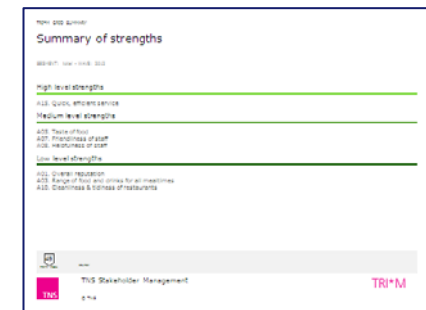 Summary of strengths
High level strengths
A13. Quick, efficient service
Medium level strengths
A05. Taste of food
A07. Friendliness of staff
A08. Helpfulness of staff
Low level strengths
A01. Overall reputation
A03. Range of food and drinks for all mealtimes
A10. Cleanliness & tidiness of restaurants
TNS Stakeholder Management
TRI*M
TNS